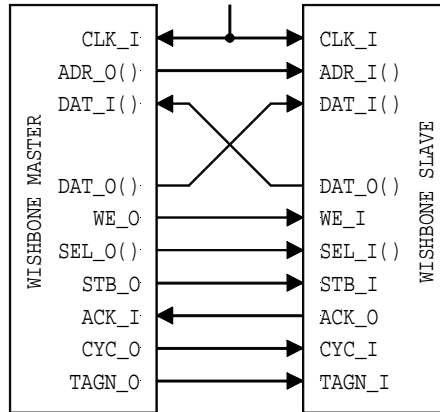 WISHBONE MASTER
CLK_I
ADR_O()
DAT_I()
DAT_O()
WE_O
SEL_O()
STB_O
ACK_I
CYC_O
TAGN_O
CLK_I
ADR_I()
DAT_I()
DAT_O()
WE_I
SEL_I()
STB_I
ACK_O
CYC_I
TAGN_I
WISHBONE SLAVE